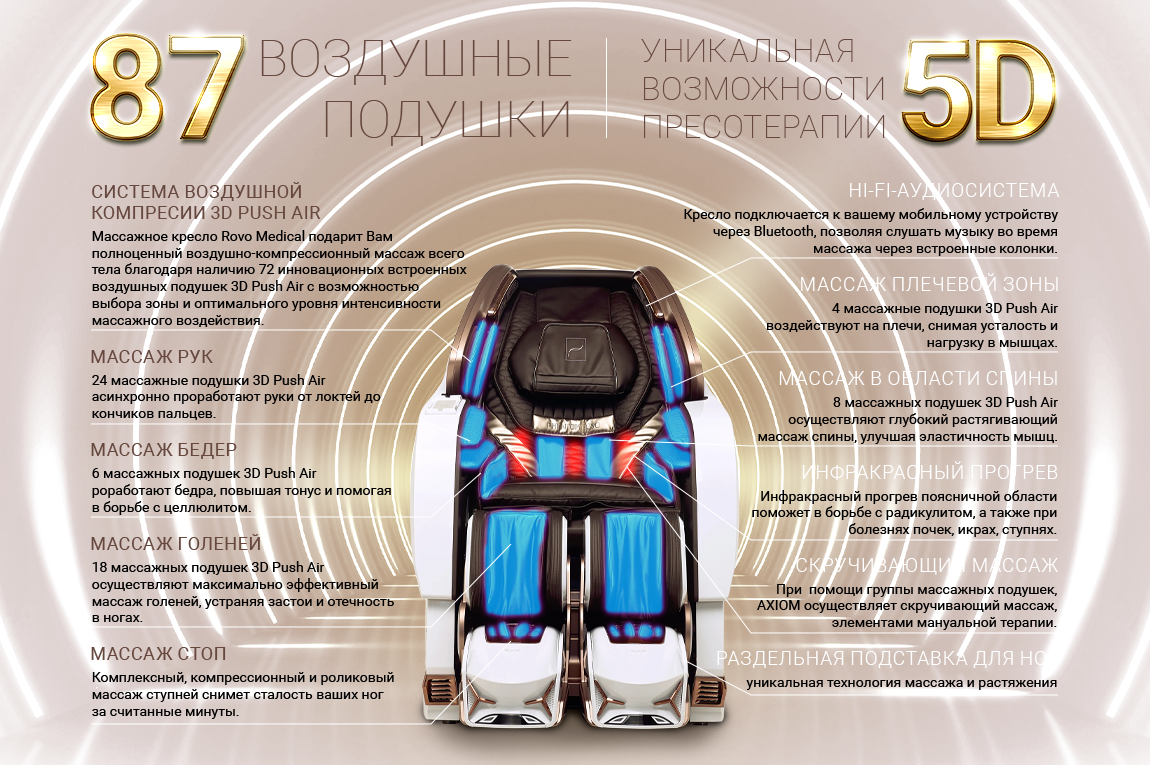 87 ВОЗДУШНЫЕ
ПОДУШКИ
УНИКАЛЬНАЯ
ВОЗМОЖНОСТИ
ПРЕСОТЕРАПИИ
5D
СИСТЕМА ВОЗДУШНОЙ
КОМПРЕСИИ 3D PUSH AIR
Массажное кресло Rovo Medical подарит Вам
полноценный воздушно-компрессионный массаж всего
тела благодаря наличию 72 инновационных встроенных
воздушных подушек 3D Push Air с возможностью
выбора зоны и оптимального уровня интенсивности
массажного воздействия.
МАССАЖ РУК
24 массажные подушки 3D Push Air
асинхронно проработают руки от локтей до
кончиков пальцев.
МАССАЖ БЕДЕР
6 массажных подушек 3D Push Air
роработают бедра, повышая тонус и помогая
в борьбе с целлюлитом.
МАССАЖ ГОЛЕНЕЙ
18 массажных подушек 3D Push Air
осуществляют максимально эффективный
массаж голеней, устраняя застои и отечность
в ногах.
МАССАЖ СТОП
Комплексный, компрессионный и роликовый
массаж ступней снимет сталость ваших ног
за считанные минуты.
HI-FI-АУДИОСИСТЕМА
Кресло подключается к вашему мобильному устройству
через Bluetooth, позволяя слушать музыку во время
массажа через встроенные колонки.
МАССАЖ ПЛЕЧЕВОЙ ЗОНЫ
4 массажные подушки 3D Push Air
воздействуют на плечи, снимая усталость и
нагрузку в мышцах.
МАССАЖ В ОБЛАСТИ СПИНЫ
8 массажных подушек 3D Push Air
осуществляют глубокий растягивающий
массаж спины, улучшая эластичность мышц.
ИНФРАКРАСНЫЙ ПРОГРЕВ
Инфракрасный прогрев поясничной области
поможет в борьбе с радикулитом, а также при
болезнях почек, икрах, ступнях.
СКРУЧИВАЮЩИЙ МАССАЖ
При помощи группы массажных подушек,
AXIOM осуществляет скручивающий массаж,
элементами мануальной терапии.
РАЗДЕЛЬНАЯ ПОДСТАВКА ДЛЯ НОГ
уникальная технология массажа и растяжения